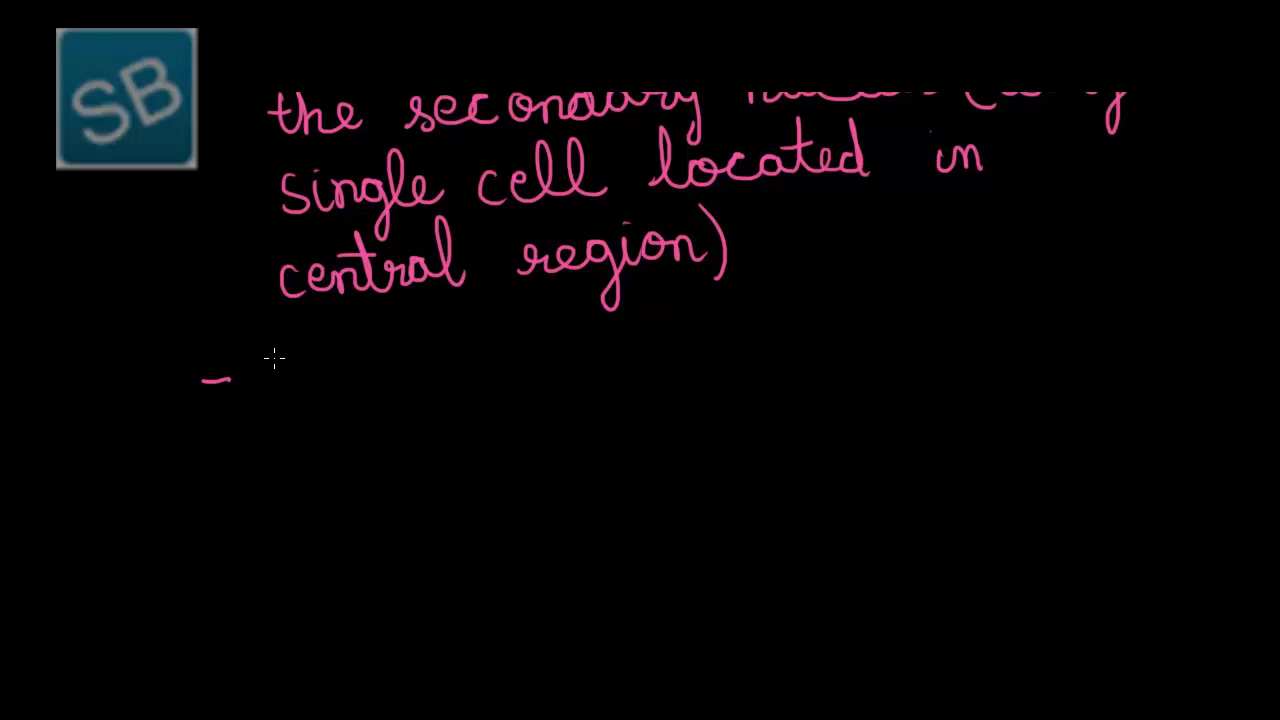 SB
the secondary
single cell located in
central region)
-